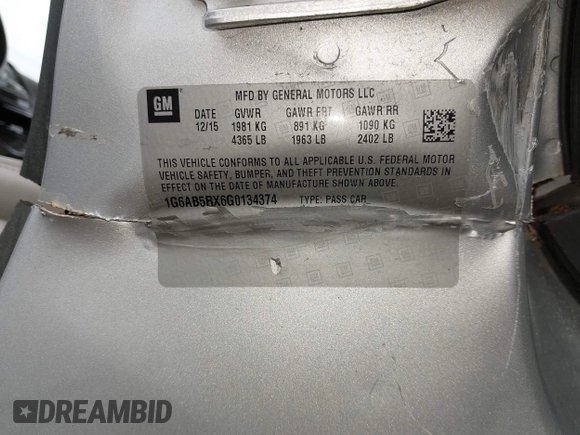 GM
MFD BY GENERAL MOTORS LLC
DATE GVWR GAWR FRT GAWR RR
12/15 1981 KG 891 KG 1090 KG
4365 LB 1963 LB 2402 LB
THIS VEHICLE CONFORMS TO ALL APPLICABLE U.S. FEDERAL MOTOR
VEHICLE SAFETY, BUMPER, AND THEFT PREVENTION STANDARDS
IN EFFECT ON THE DATE OF MANUFACTURE SHOWN ABOVE.
1G6AB5RX6G0134374 TYPE: PASS CAR
DREAMBID